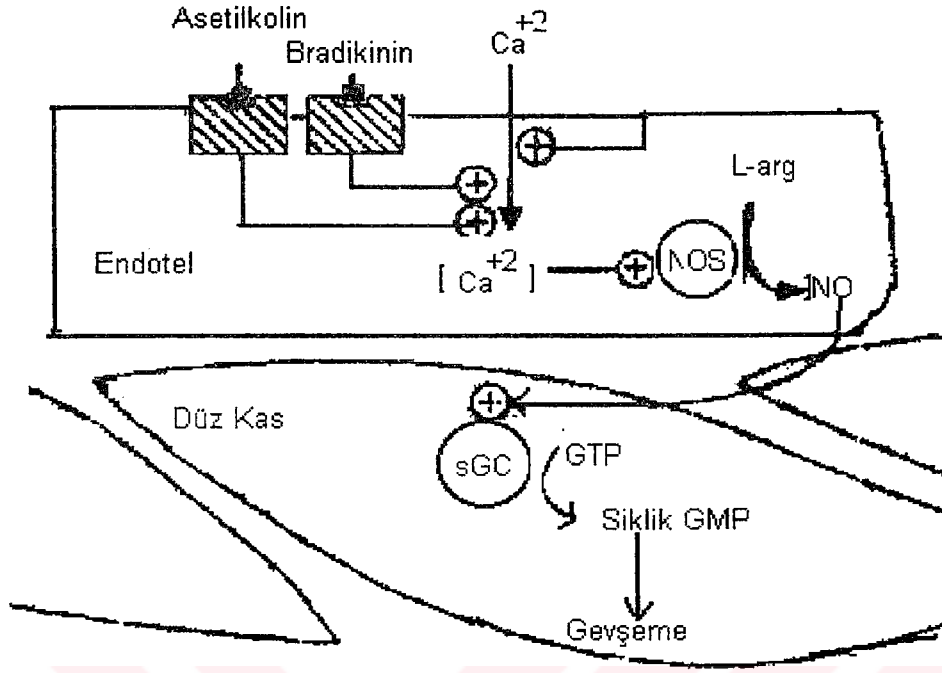 Asetilkolin
Bradikinin
Ca+2
L-arg
Endotel
[ Ca+2 ]
+
+
+
+
NOS
NO
Düz Kas
+
sGC
GTP
Siklik GMP
Gevşeme